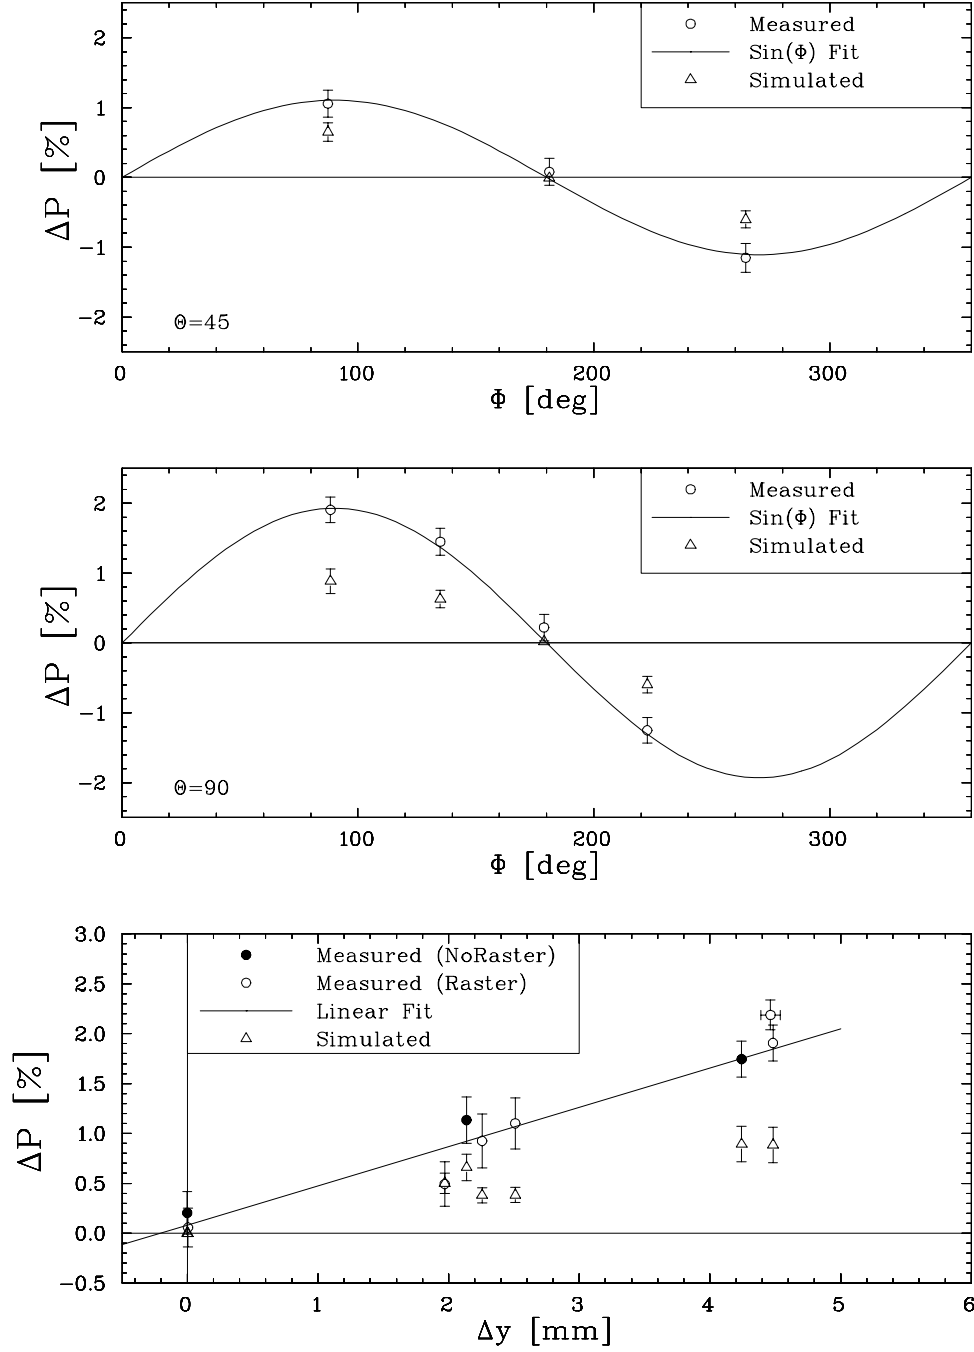 Measured
Sin(Φ) Fit
Simulated
2
1
0
−1
−2
ΔP [%]
Θ=45
0 100 200 300
Φ [deg]
Measured
Sin(Φ) Fit
Simulated
2
1
0
−1
−2
ΔP [%]
Θ=90
0 100 200 300
Φ [deg]
3.0
2.5
2.0
1.5
1.0
0.5
0.0
−0.5
ΔP [%]
Measured (NoRaster)
Measured (Raster)
Linear Fit
Simulated
0 1 2 3 4 5 6
Δy [mm]